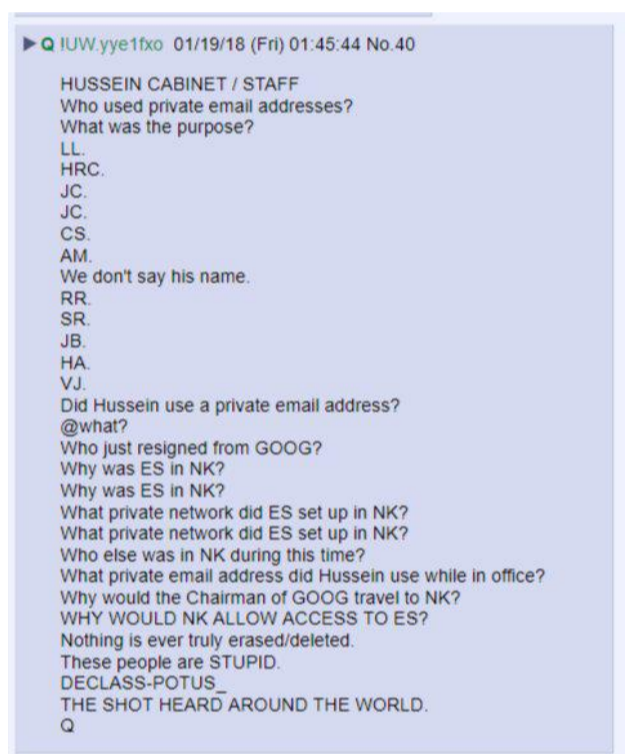 Q !UW.yye1fxo 01/19/18 (Fri) 01:45:44 No.40
HUSSEIN CABINET / STAFF
Who used private email addresses?
What was the purpose?
LL.
HRC.
JC.
JC.
CS.
AM.
We don't say his name.
RR.
SR.
JB.
HA.
VJ.
Did Hussein use a private email address?
@what?
Who just resigned from GOOG?
Why was ES in NK?
Why was ES in NK?
What private network did ES set up in NK?
What private network did ES set up in NK?
Who else was in NK during this time?
What private email address did Hussein use while in office?
Why would the Chairman of GOOG travel to NK?
WHY WOULD NK ALLOW ACCESS TO ES?
Nothing is ever truly erased/deleted.
These people are STUPID.
DECLASS-POTUS_
THE SHOT HEARD AROUND THE WORLD.
Q